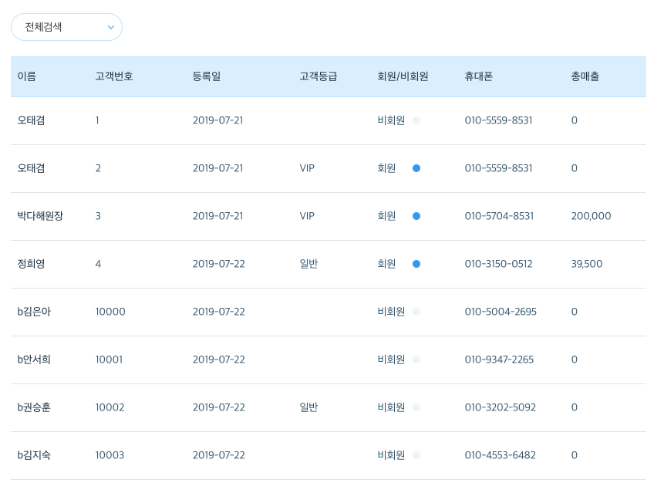 전체검색
이름 고객번호 등록일 고객등급 회원/비회원 휴대폰 총매출
오태겸 1 2019-07-21 비회원 010-5559-8531 0
오태겸 2 2019-07-21 VIP 회원 010-5559-8531 0
박다해원장 3 2019-07-21 VIP 회원 010-5704-8531 200,000
정희영 4 2019-07-22 일반 회원 010-3150-0512 39,500
b김은아 10000 2019-07-22 비회원 010-5004-2695 0
b안서희 10001 2019-07-22 비회원 010-9347-2265 0
b권승훈 10002 2019-07-22 일반 비회원 010-3202-5092 0
b김지숙 10003 2019-07-22 비회원 010-4553-6482 0